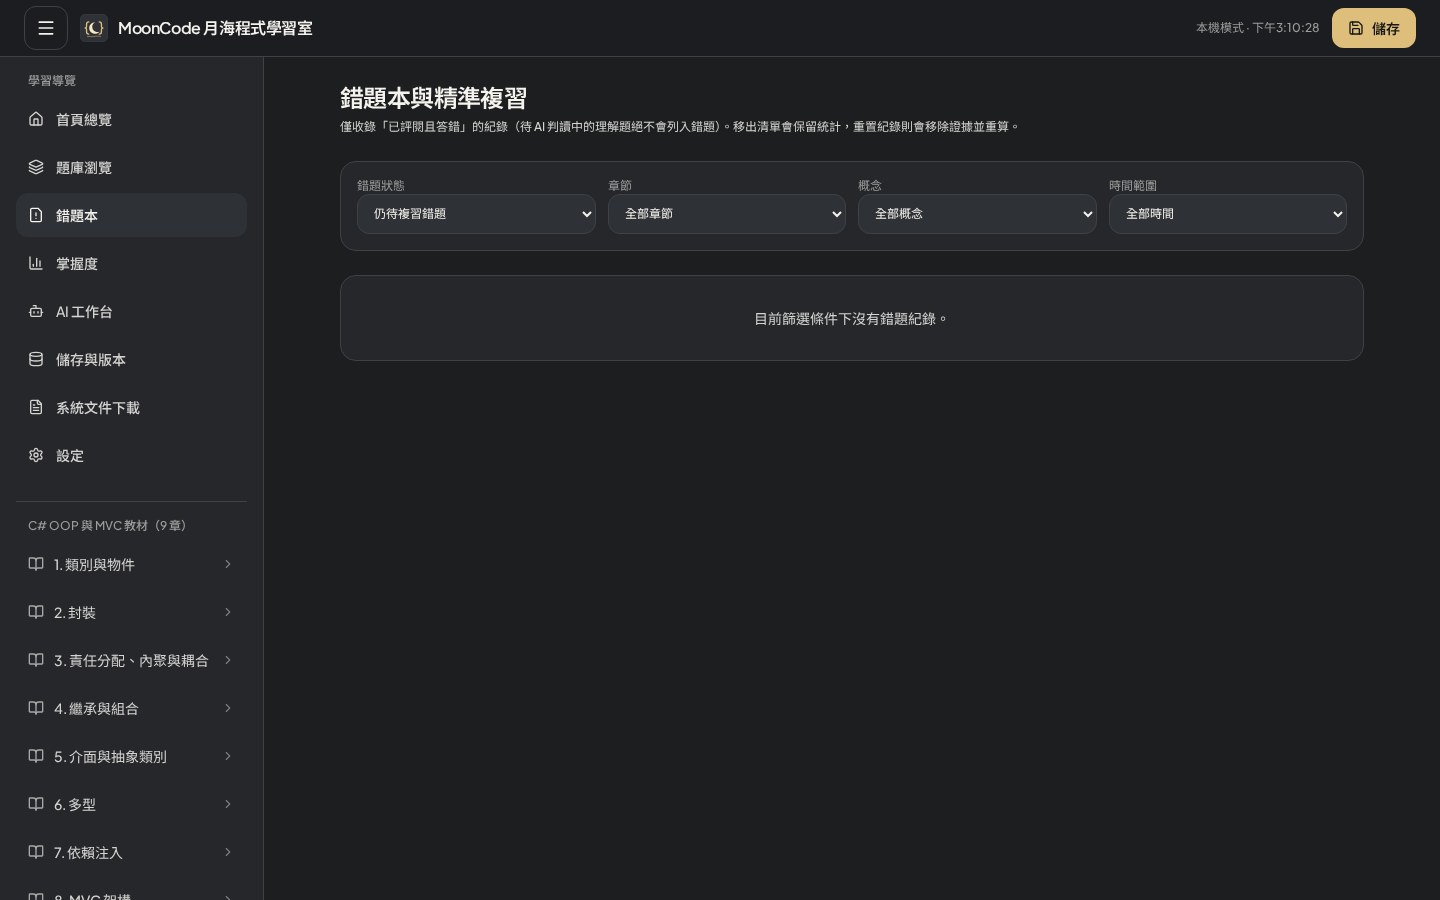 MoonCode 月海程式學習室
本機模式 · 下午3:10:28
儲存
學習導覽
首頁總覽
題庫瀏覽
錯題本
掌握度
AI 工作台
儲存與版本
系統文件下載
設定
C# OOP 與 MVC 教材（9 章）
1. 類別與物件
2. 封裝
3. 責任分配、內聚與耦合
4. 繼承與組合
5. 介面與抽象類別
6. 多型
7. 依賴注入
8. MVC 架構
錯題本與精準複習
僅收錄「已評閱且答錯」的紀錄（待 AI 判讀中的理解題絕不會列入錯題）。移出清單會保留統計，重置紀錄則會移除證據並重算。
錯題狀態
仍待複習錯題
章節
全部章節
概念
全部概念
時間範圍
全部時間
目前篩選條件下沒有錯題紀錄。